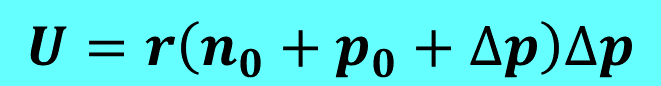 U = r(n₀ + p₀ + Δp)Δp